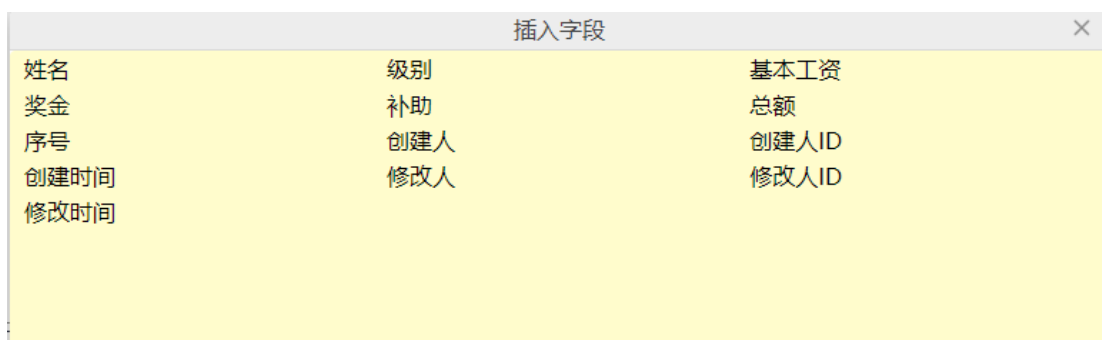 插入字段
姓名 级别 基本工资
奖金 补助 总额
序号 创建人 创建人ID
创建时间 修改人 修改人ID
修改时间